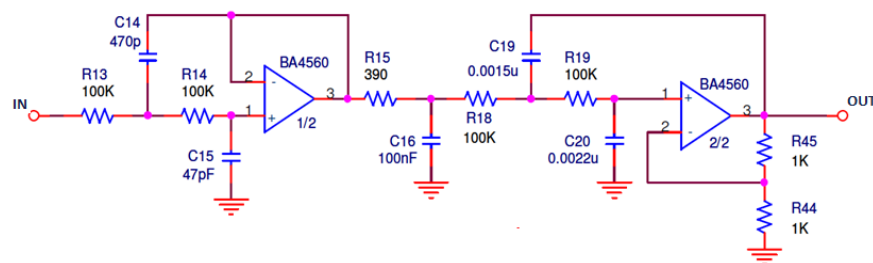 C14
470p
R13
100K
IN
R14
100K
C15
47pF
2
-
1
+
BA4560
3
1/2
R15
390
C16
100nF
R18
100K
C19
0.0015u
R19
100K
C20
0.0022u
1
+
2
-
BA4560
3
2/2
OUT
R45
1K
R44
1K